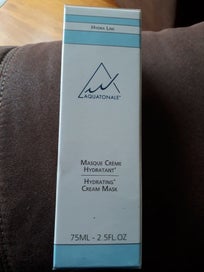 HYDRA LINE
AQUATONALE®
MASQUE CRÈME
HYDRATANT*
HYDRATING*
CREAM MASK
75ML - 2.5FL.OZ